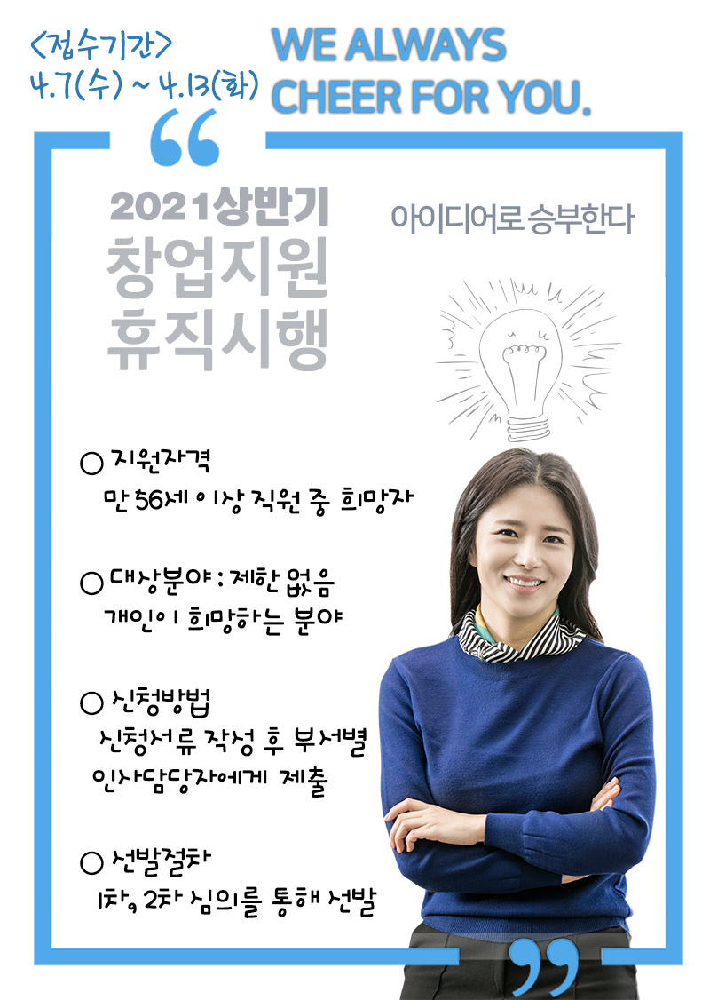 <접수기간>
4.7(수) ~ 4.13(화)
WE ALWAYS
CHEER FOR YOU.
2021상반기
창업지원
휴직시행
아이디어로 승부한다
○ 지원자격
만 56세 이상 직원 중 희망자
○ 대상분야 : 제한 없음
개인이 희망하는 분야
○ 신청방법
신청서류 작성 후 부서별
인사담당자에게 제출
○ 선발절차
1차, 2차 심의를 통해 선발